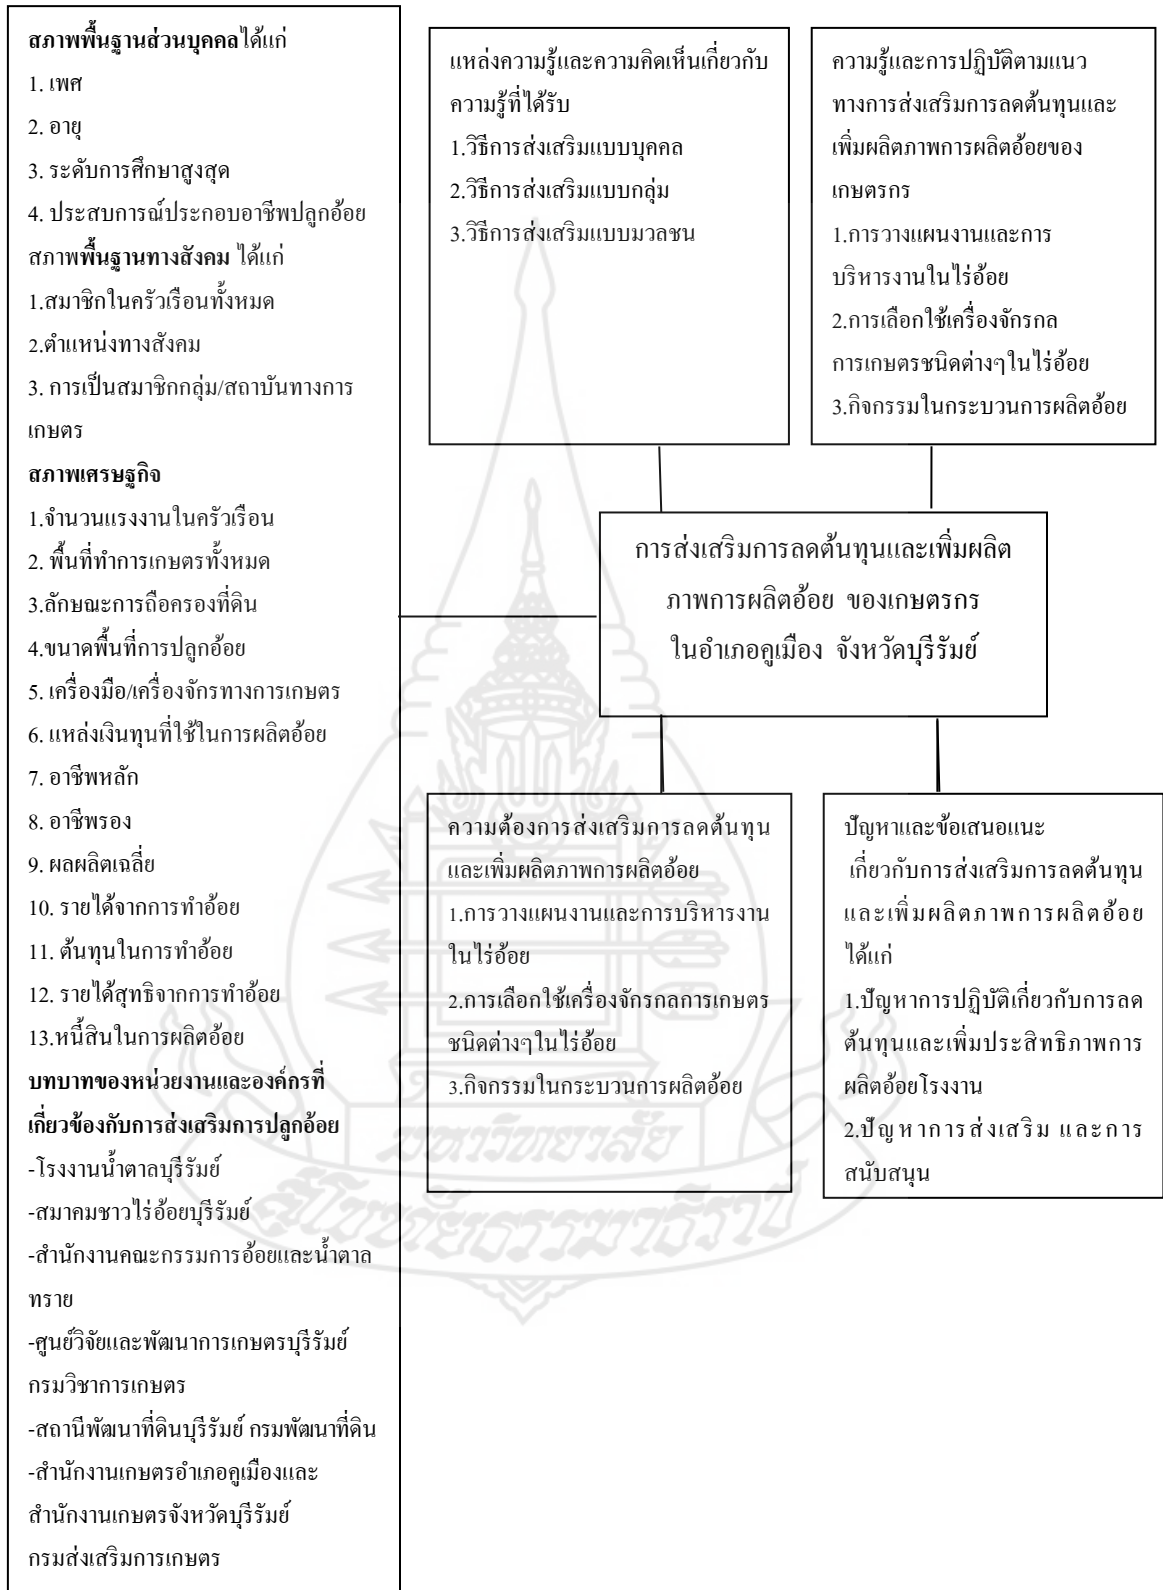 สภาพพื้นฐานส่วนบุคคลได้แก่
1. เพศ
2. อายุ
3. ระดับการศึกษาสูงสุด
4. ประสบการณ์ประกอบอาชีพปลูกอ้อย
สภาพพื้นฐานทางสังคม ได้แก่
1.สมาชิกในครัวเรือนทั้งหมด
2.ตำแหน่งทางสังคม
3. การเป็นสมาชิกกลุ่ม/สถาบันทางการ
เกษตร
สภาพเศรษฐกิจ
1.จำนวนแรงงานในครัวเรือน
2. พื้นที่ทำการเกษตรทั้งหมด
3.ลักษณะการถือครองที่ดิน
4.ขนาดพื้นที่การปลูกอ้อย
5. เครื่องมือ/เครื่องจักรทางการเกษตร
6. แหล่งเงินทุนที่ใช้ในการผลิตอ้อย
7. อาชีพหลัก
8. อาชีพรอง
9. ผลผลิตเฉลี่ย
10. รายได้จากการทำอ้อย
11. ต้นทุนในการทำอ้อย
12. รายได้สุทธิจากการทำอ้อย
13.หนี้สินในการผลิตอ้อย
บทบาทของหน่วยงานและองค์กรที่
เกี่ยวข้องกับการส่งเสริมการปลูกอ้อย
-โรงงานน้ำตาลบุรีรัมย์
-สมาคมชาวไร่อ้อยบุรีรัมย์
-สำนักงานคณะกรรมการอ้อยและน้ำตาล
ทราย
-ศูนย์วิจัยและพัฒนาการเกษตรบุรีรัมย์
กรมวิชาการเกษตร
-สถานีพัฒนาที่ดินบุรีรัมย์ กรมพัฒนาที่ดิน
-สำนักงานเกษตรอำเภอคูเมืองและ
สำนักงานเกษตรจังหวัดบุรีรัมย์
กรมส่งเสริมการเกษตร
แหล่งความรู้และความคิดเห็นเกี่ยวกับ
ความรู้ที่ได้รับ
1.วิธีการส่งเสริมแบบบุคคล
2.วิธีการส่งเสริมแบบกลุ่ม
3.วิธีการส่งเสริมแบบมวลชน
ความรู้และการปฏิบัติตามแนว
ทางการส่งเสริมการลดต้นทุนและ
เพิ่มผลิตภาพการผลิตอ้อยของ
เกษตรกร
1.การวางแผนงานและการ
บริหารงานในไร่อ้อย
2.การเลือกใช้เครื่องจักรกล
การเกษตรชนิดต่างๆในไร่อ้อย
3.กิจกรรมในกระบวนการผลิตอ้อย
การส่งเสริมการลดต้นทุนและเพิ่มผลิต
ภาพการผลิตอ้อย ของเกษตรกร
ในอำเภอคูเมือง จังหวัดบุรีรัมย์
ความต้องการส่งเสริมการลดต้นทุน
และเพิ่มผลิตภาพการผลิตอ้อย
1.การวางแผนงานและการบริหารงาน
ในไร่อ้อย
2.การเลือกใช้เครื่องจักรกลการเกษตร
ชนิดต่างๆในไร่อ้อย
3.กิจกรรมในกระบวนการผลิตอ้อย
ปัญหาและข้อเสนอแนะ
เกี่ยวกับการส่งเสริมการลดต้นทุน
และเพิ่มผลิตภาพการผลิตอ้อย
ได้แก่
1.ปัญหาการปฏิบัติเกี่ยวกับการลด
ต้นทุนและเพิ่มประสิทธิภาพการ
ผลิตอ้อยโรงงาน
2.ปัญหาการส่งเสริม และการ
สนับสนุน
มหาวิทยาลัย
สุโขทัยธรรมาธิราช